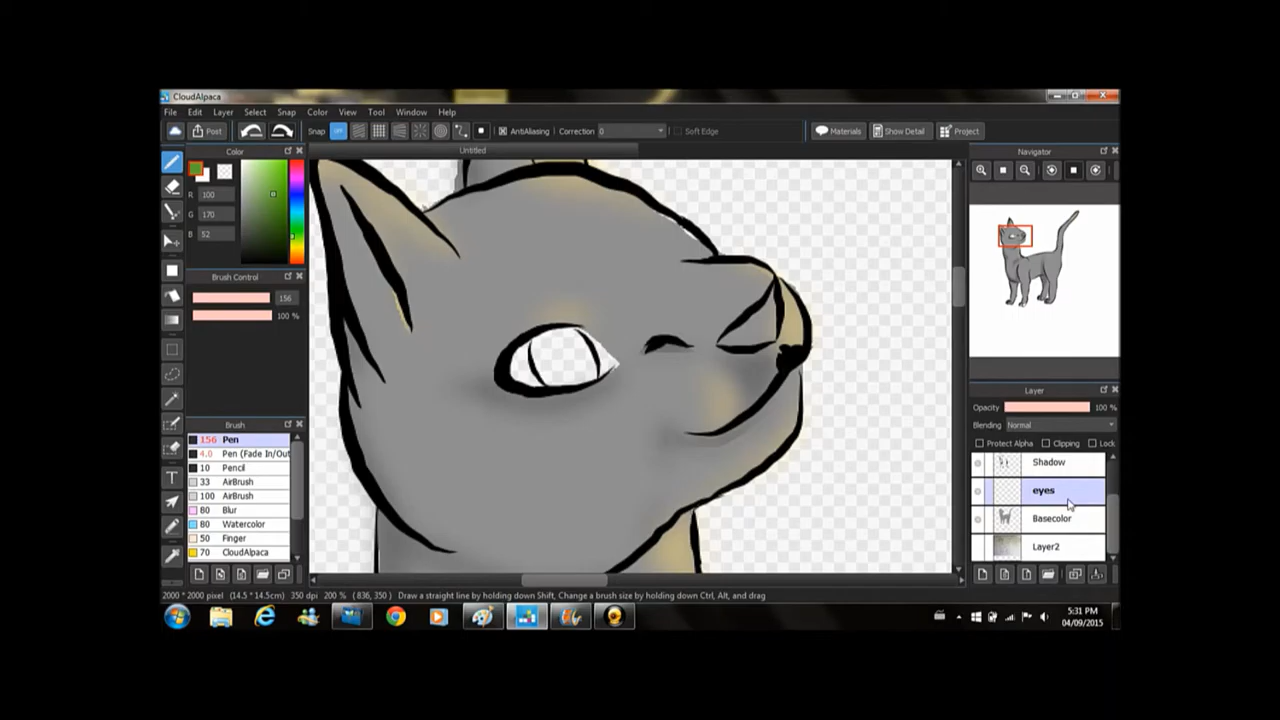 CloudAlpaca
File Edit Layer Select Snap Color Tool Window Help
Post Snap AntiAliasing Correction 0 Soft Edge Materials Show Detail Project
Color Untitled Navigator
R 100
G 170
B 52
Brush Control
156
100 %
Layer
Opacity 100 %
Blending Normal
Protect Alpha Clipping Lock
Brush
156 Pen
4.0 Pen (Fade In/Out
10 Pencil
33 AirBrush
100 AirBrush
80 Blur
80 Watercolor
50 Finger
70 CloudAlpaca
Shadow
eyes
Basecolor
Layer2
2000 * 2000 pixel (14.5 * 14.5cm) 350 dpi 200 % ( 836, 350 ) Draw a straight line by holding down Shift, Change a brush size by holding down Ctrl, Alt, and drag
5:31 PM
04/09/2015